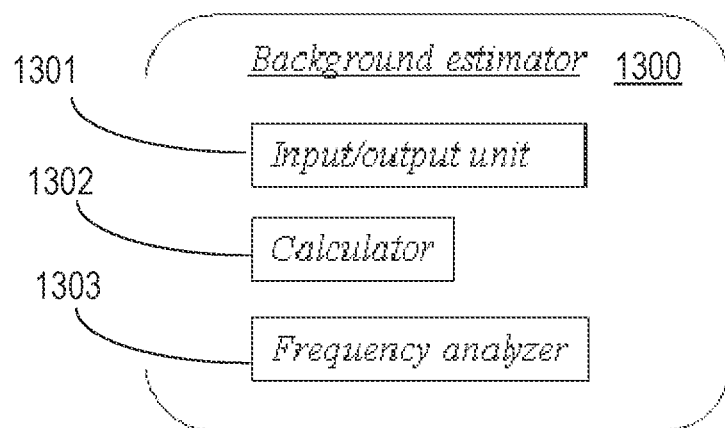 Background estimator 1300
1301
Input/output unit
1302
Calculator
1303
Frequency analyzer